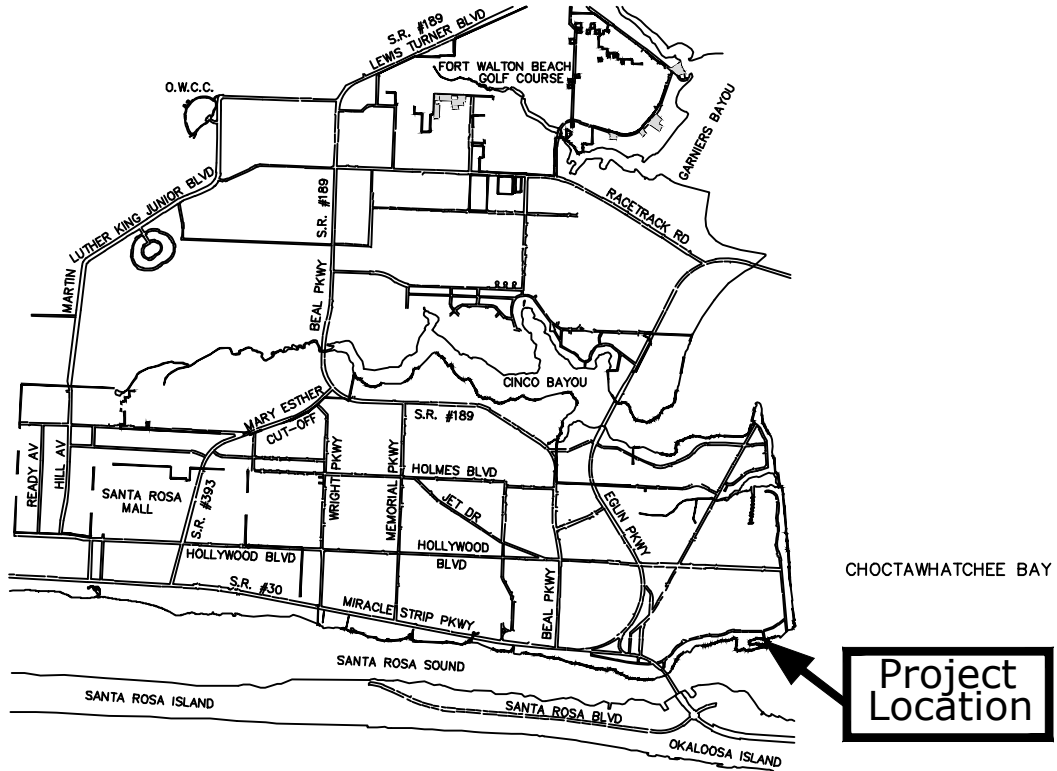 S.R. #189
LEWIS TURNER BLVD
FORT WALTON BEACH
GOLF COURSE
O.W.C.C.
GARNIERS BAYOU
MARTIN LUTHER KING JUNIOR BLVD
S.R. #189
RACETRACK RD
BEAL PKWY
CINCO BAYOU
MARY ESTHER
CUT-OFF
S.R. #189
READY AV
HILL AV
SANTA ROSA
MALL
S.R. #393
WRIGHT PKWY
MEMORIAL PKWY
HOLMES BLVD
JET DR
EGLIN PKWY
HOLLYWOOD BLVD
HOLLYWOOD
BLVD
CHOCTAWHATCHEE BAY
S.R. #30
MIRACLE STRIP PKWY
BEAL PKWY
SANTA ROSA SOUND
Project
Location
SANTA ROSA ISLAND
SANTA ROSA BLVD
OKALOOSA ISLAND